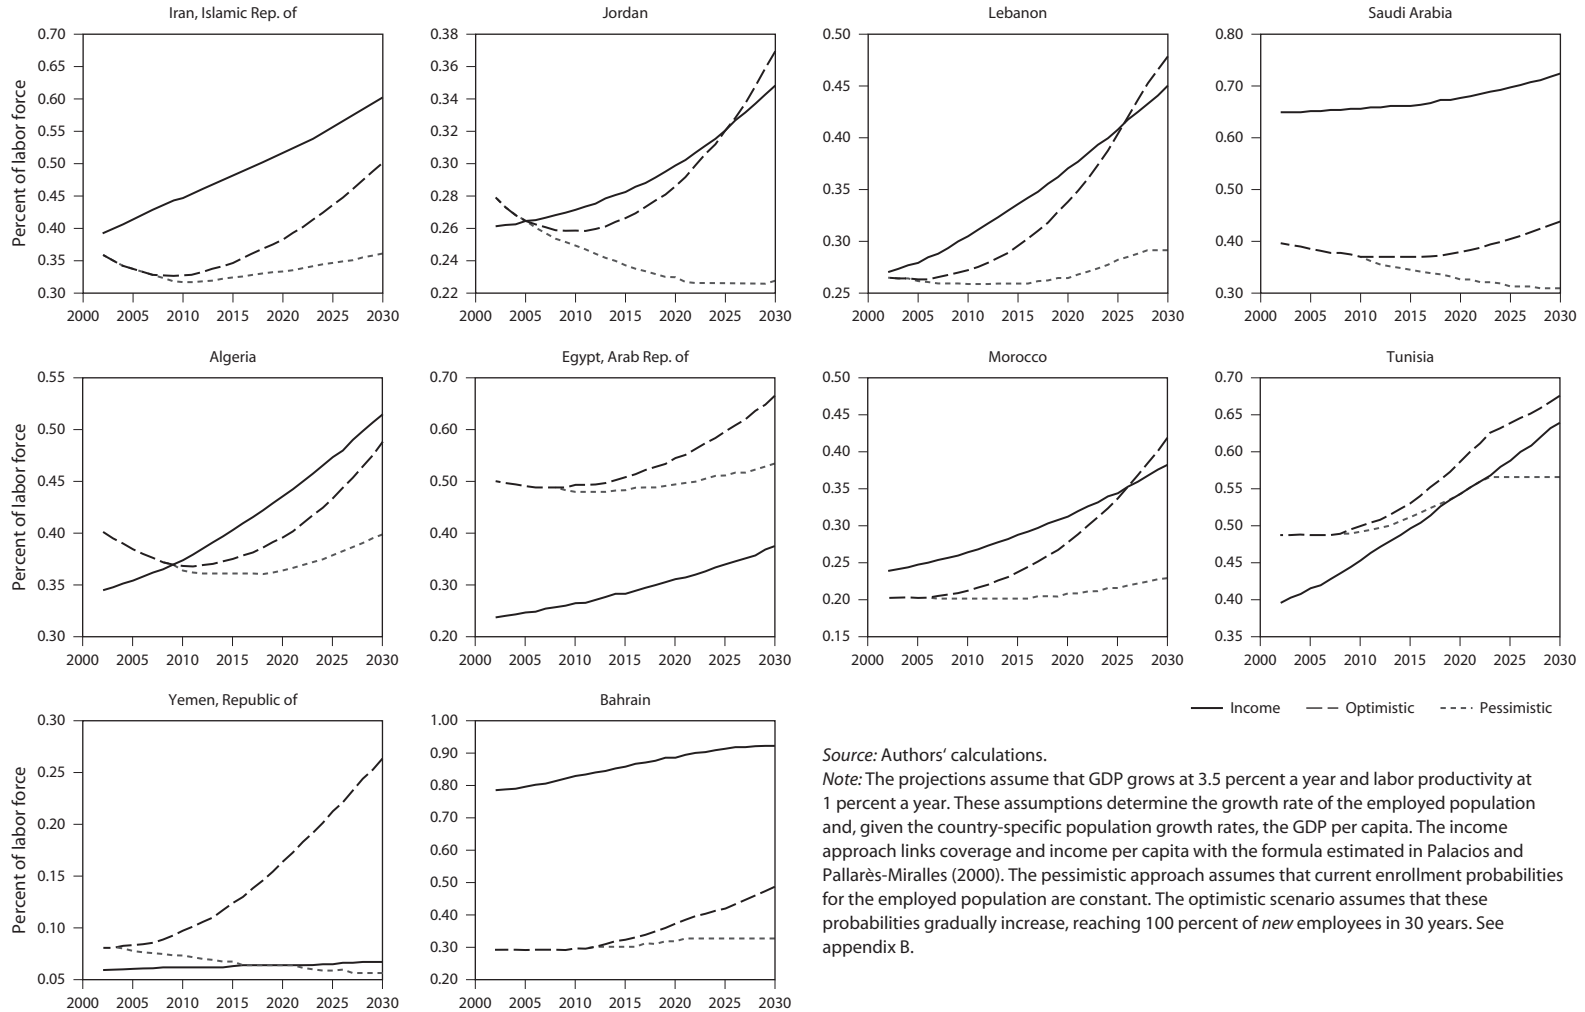 Iran, Islamic Rep. of
Percent of labor force
0.70
0.65
0.60
0.55
0.50
0.45
0.40
0.35
0.30
2000 2005 2010 2015 2020 2025 2030
Jordan
0.38
0.36
0.34
0.32
0.30
0.28
0.26
0.24
0.22
2000 2005 2010 2015 2020 2025 2030
Lebanon
0.50
0.45
0.40
0.35
0.30
0.25
2000 2005 2010 2015 2020 2025 2030
Saudi Arabia
0.80
0.70
0.60
0.50
0.40
0.30
2000 2005 2010 2015 2020 2025 2030
Algeria
Percent of labor force
0.55
0.50
0.45
0.40
0.35
0.30
2000 2005 2010 2015 2020 2025 2030
Egypt, Arab Rep. of
0.70
0.60
0.50
0.40
0.30
0.20
2000 2005 2010 2015 2020 2025 2030
Morocco
0.50
0.45
0.40
0.35
0.30
0.25
0.20
0.15
2000 2005 2010 2015 2020 2025 2030
Tunisia
0.70
0.65
0.60
0.55
0.50
0.45
0.40
0.35
2000 2005 2010 2015 2020 2025 2030
Yemen, Republic of
Percent of labor force
0.30
0.25
0.20
0.15
0.10
0.05
2000 2005 2010 2015 2020 2025 2030
Bahrain
1.00
0.90
0.80
0.70
0.60
0.50
0.40
0.30
0.20
2000 2005 2010 2015 2020 2025 2030
Income Optimistic Pessimistic
Source: Authors‘ calculations.
Note: The projections assume that GDP grows at 3.5 percent a year and labor productivity at
1 percent a year. These assumptions determine the growth rate of the employed population
and, given the country-specific population growth rates, the GDP per capita. The income
approach links coverage and income per capita with the formula estimated in Palacios and
Pallarès-Miralles (2000). The pessimistic approach assumes that current enrollment probabilities
for the employed population are constant. The optimistic scenario assumes that these
probabilities gradually increase, reaching 100 percent of new employees in 30 years. See
appendix B.